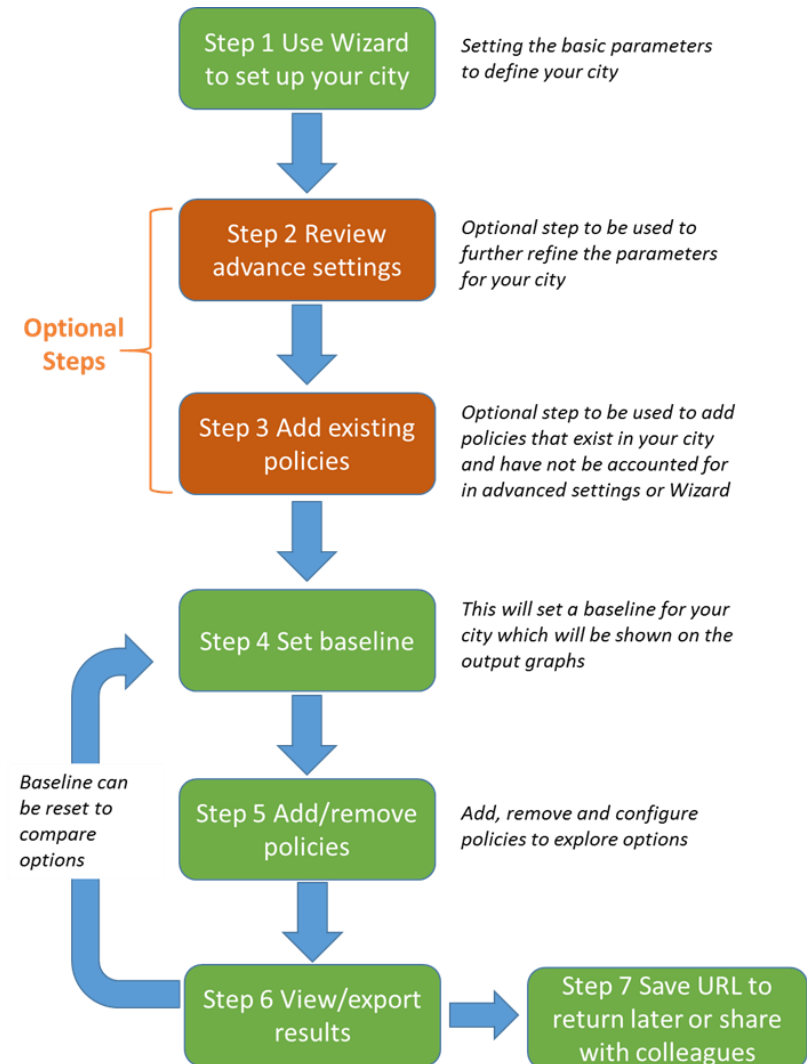 Step 1 Use Wizard
to set up your city
Setting the basic parameters
to define your city
Step 2 Review
advance settings
Optional step to be used to
further refine the parameters
for your city
Optional
Steps
Step 3 Add existing
policies
Optional step to be used to add
policies that exist in your city
and have not be accounted for
in advanced settings or Wizard
Step 4 Set baseline
This will set a baseline for your
city which will be shown on the
output graphs
Baseline can
be reset to
compare
options
Step 5 Add/remove
policies
Add, remove and configure
policies to explore options
Step 6 View/export
results
Step 7 Save URL to
return later or share
with colleagues